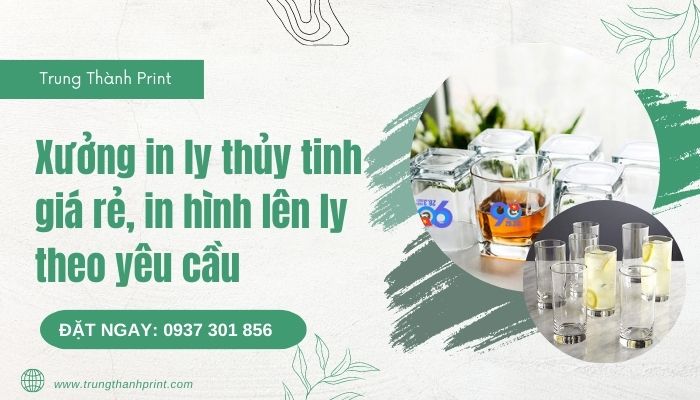 Trung Thành Print
Xưởng in ly thủy tinh
giá rẻ, in hình lên ly
theo yêu cầu
ĐẶT NGAY: 0937 301 856
www.trungthanhprint.com